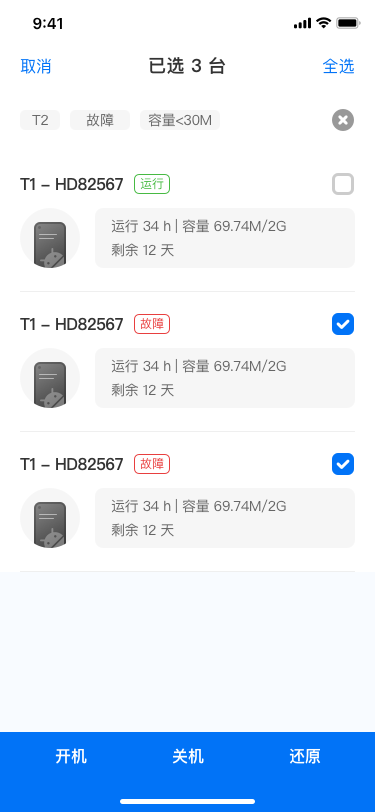 9:41
取消 已选 3 台 全选
T2 故障 容量<30M
T1 – HD82567 运行
运行 34 h | 容量 69.74M/2G
剩余 12 天
T1 – HD82567 故障
运行 34 h | 容量 69.74M/2G
剩余 12 天
T1 – HD82567 故障
运行 34 h | 容量 69.74M/2G
剩余 12 天
开机 关机 还原